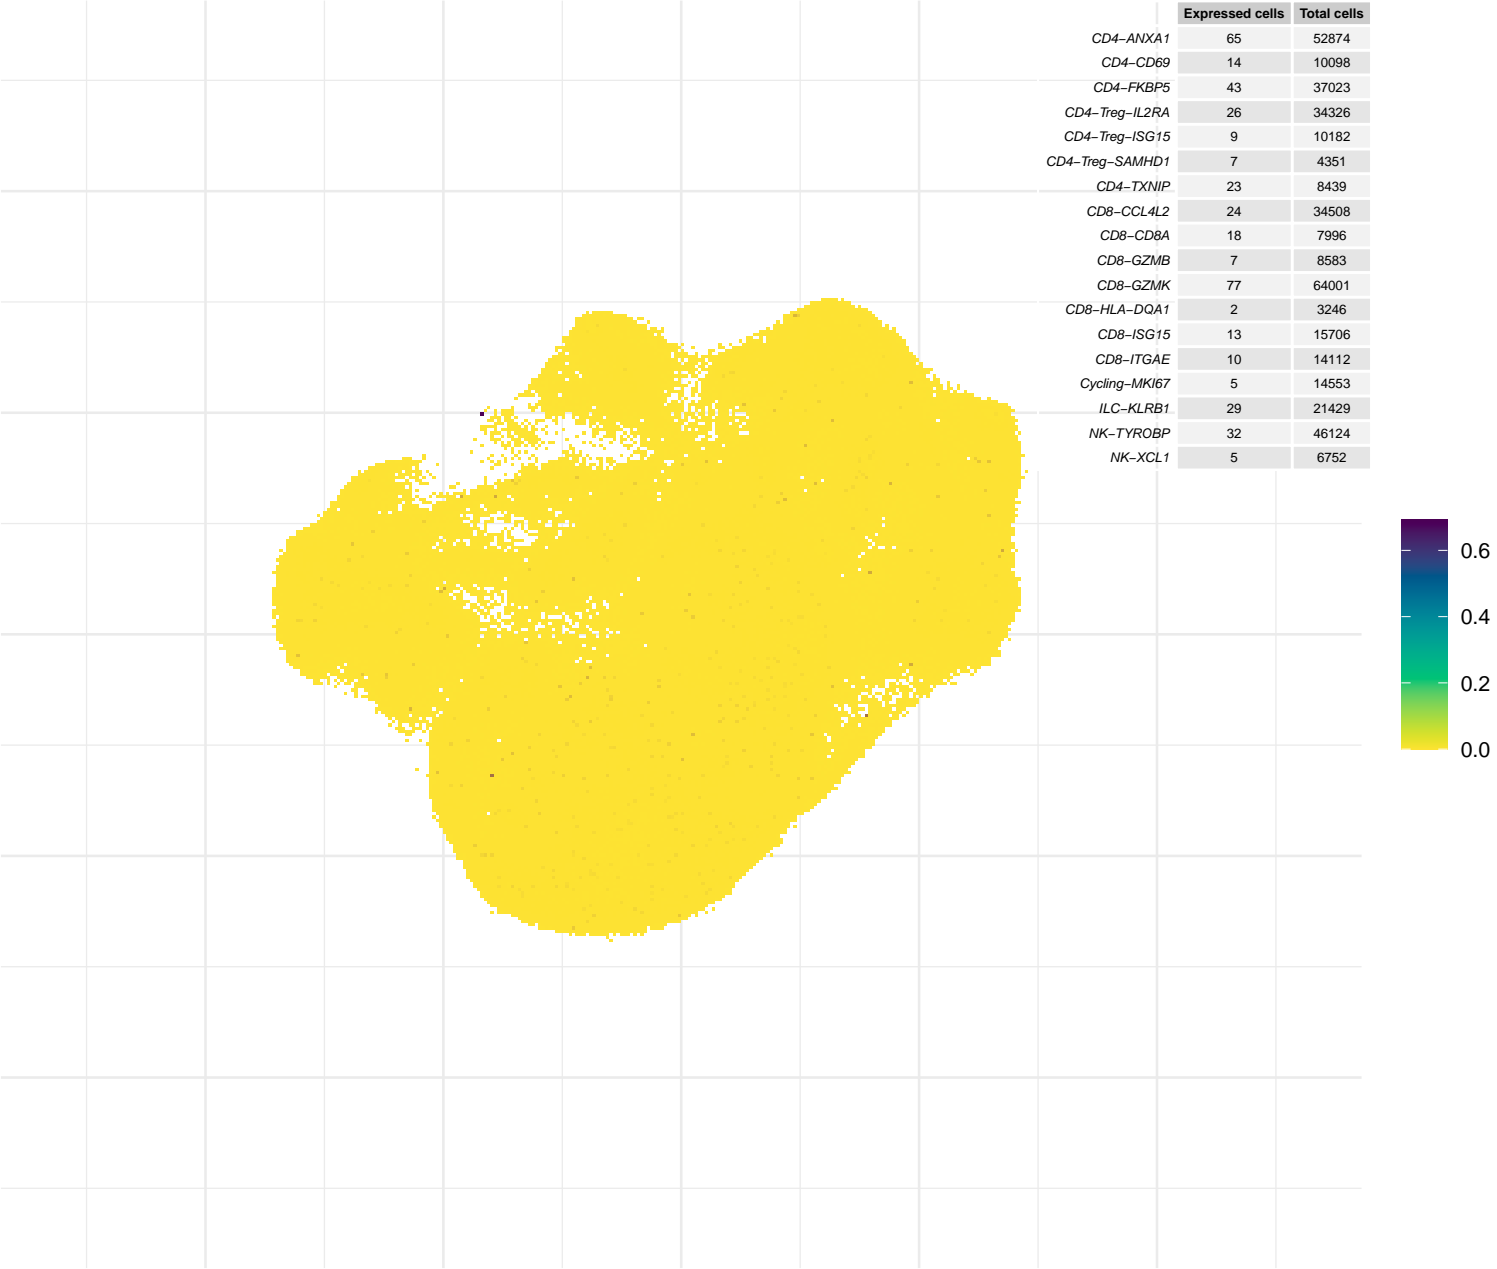 Expressed cells Total cells
CD4−ANXA1 65 52874
CD4−CD69 14 10098
CD4−FKBP5 43 37023
CD4−Treg−IL2RA 26 34326
CD4−Treg−ISG15 9 10182
CD4−Treg−SAMHD1 7 4351
CD4−TXNIP 23 8439
CD8−CCL4L2 24 34508
CD8−CD8A 18 7996
CD8−GZMB 7 8583
CD8−GZMK 77 64001
CD8−HLA−DQA1 2 3246
CD8−ISG15 13 15706
CD8−ITGAE 10 14112
Cycling−MKI67 5 14553
ILC−KLRB1 29 21429
NK−TYROBP 32 46124
NK−XCL1 5 6752
0.6
0.4
0.2
0.0